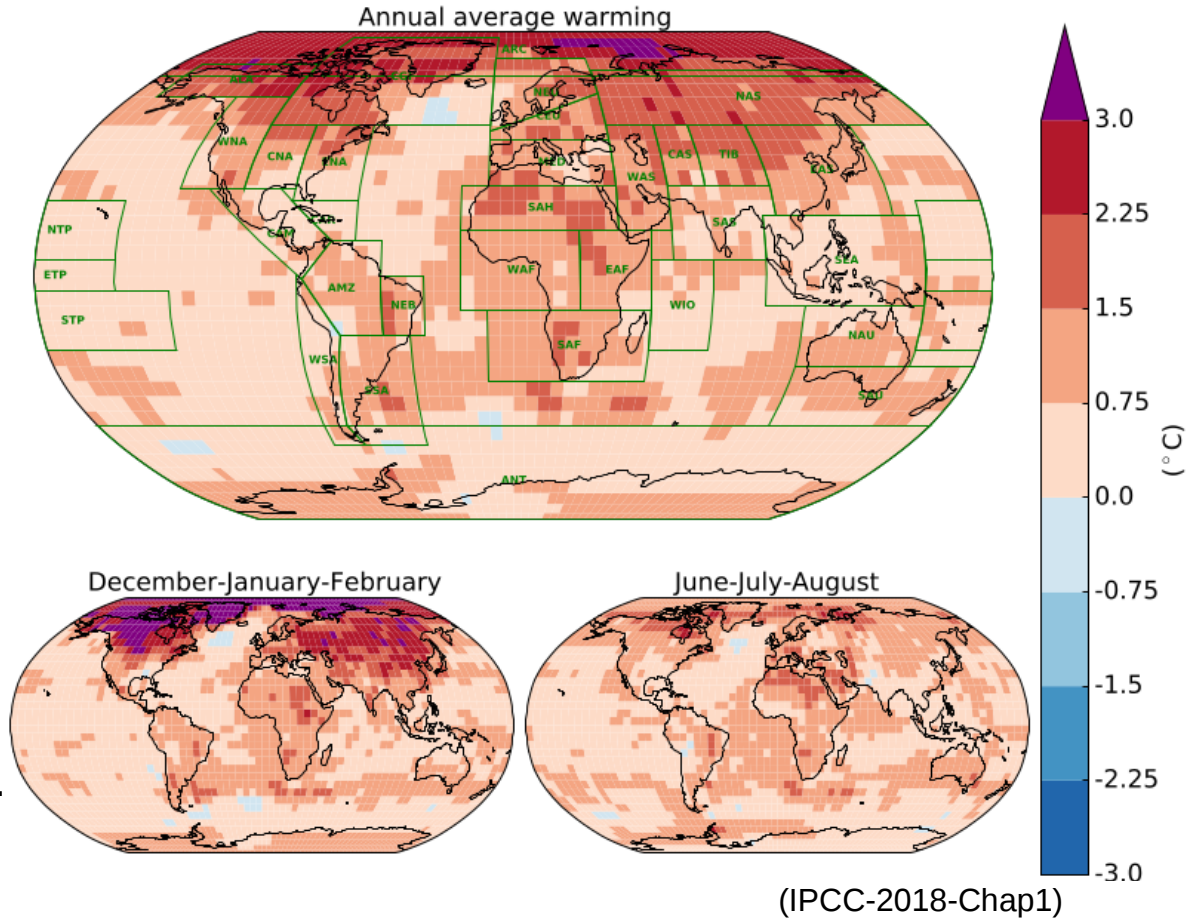 Annual average warming
ARC
ALA
CGI
NEU
NAS
CEU
WNA
CNA
ENA
MED
CAS
TIB
EAS
WAS
SAH
SAS
NTP
CAR
CAM
SEA
ETP
WAF
EAF
AMZ
NEB
WIO
STP
NAU
WSA
SAF
SSA
SAU
ANT
3.0
2.25
1.5
0.75
0.0
-0.75
-1.5
-2.25
-3.0
(°C)
December-January-February
June-July-August
(IPCC-2018-Chap1)